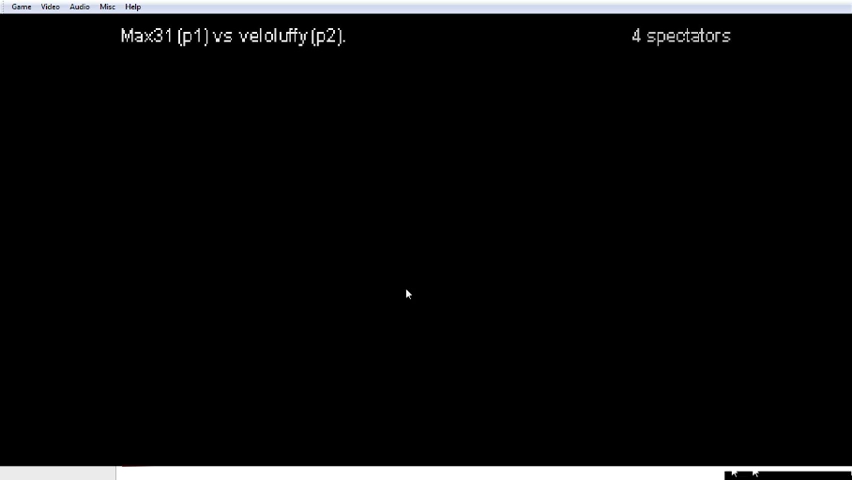 Game Video Audio Misc Help
Max31 (p1) vs veloluffy (p2). 4 spectators